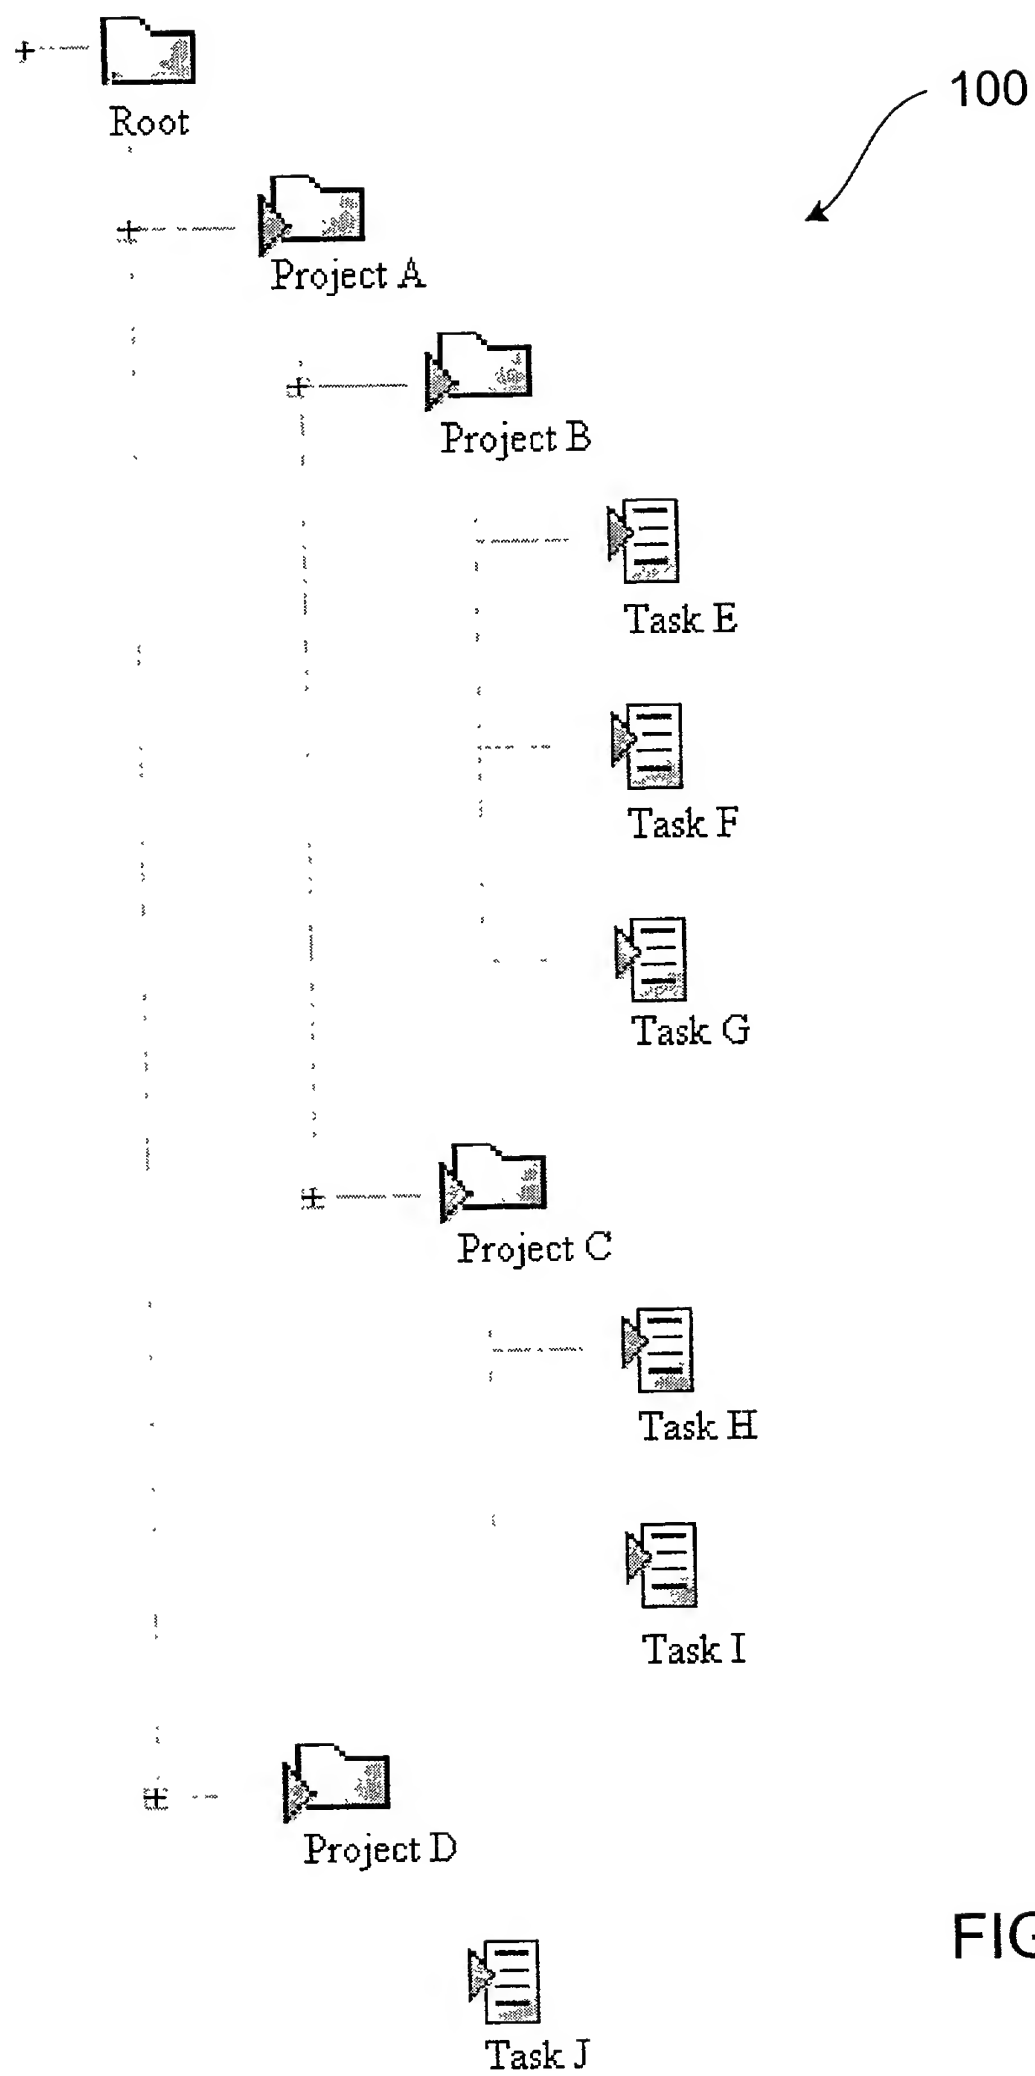 Root
100
Project A
Project B
Task E
Task F
Task G
Project C
Task H
Task I
Project D
FIG
Task J